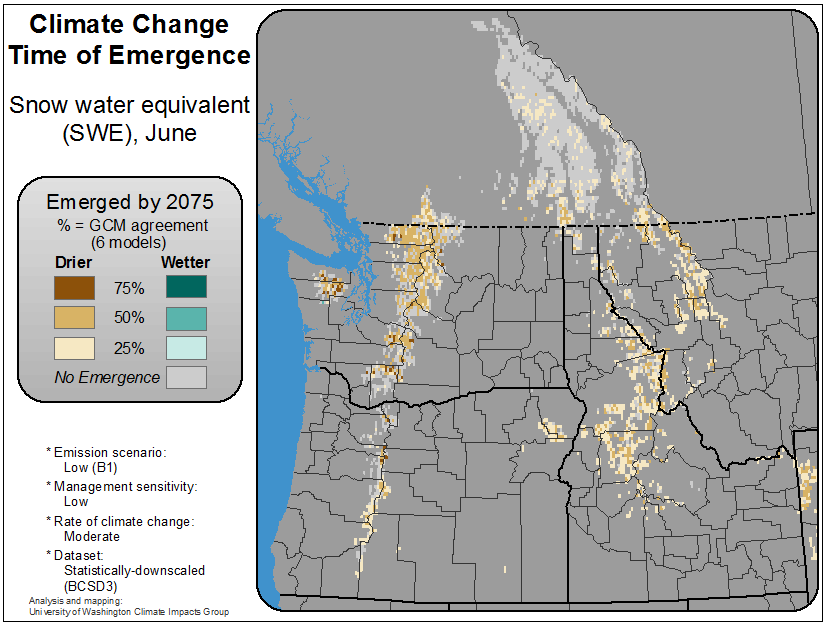 Climate Change
Time of Emergence
Snow water equivalent
(SWE), June
Emerged by 2075
% = GCM agreement
(6 models)
Drier Wetter
75%
50%
25%
No Emergence
* Emission scenario:
Low (B1)
* Management sensitivity:
Low
* Rate of climate change:
Moderate
* Dataset:
Statistically-downscaled
(BCSD3)
Analysis and mapping:
University of Washington Climate Impacts Group